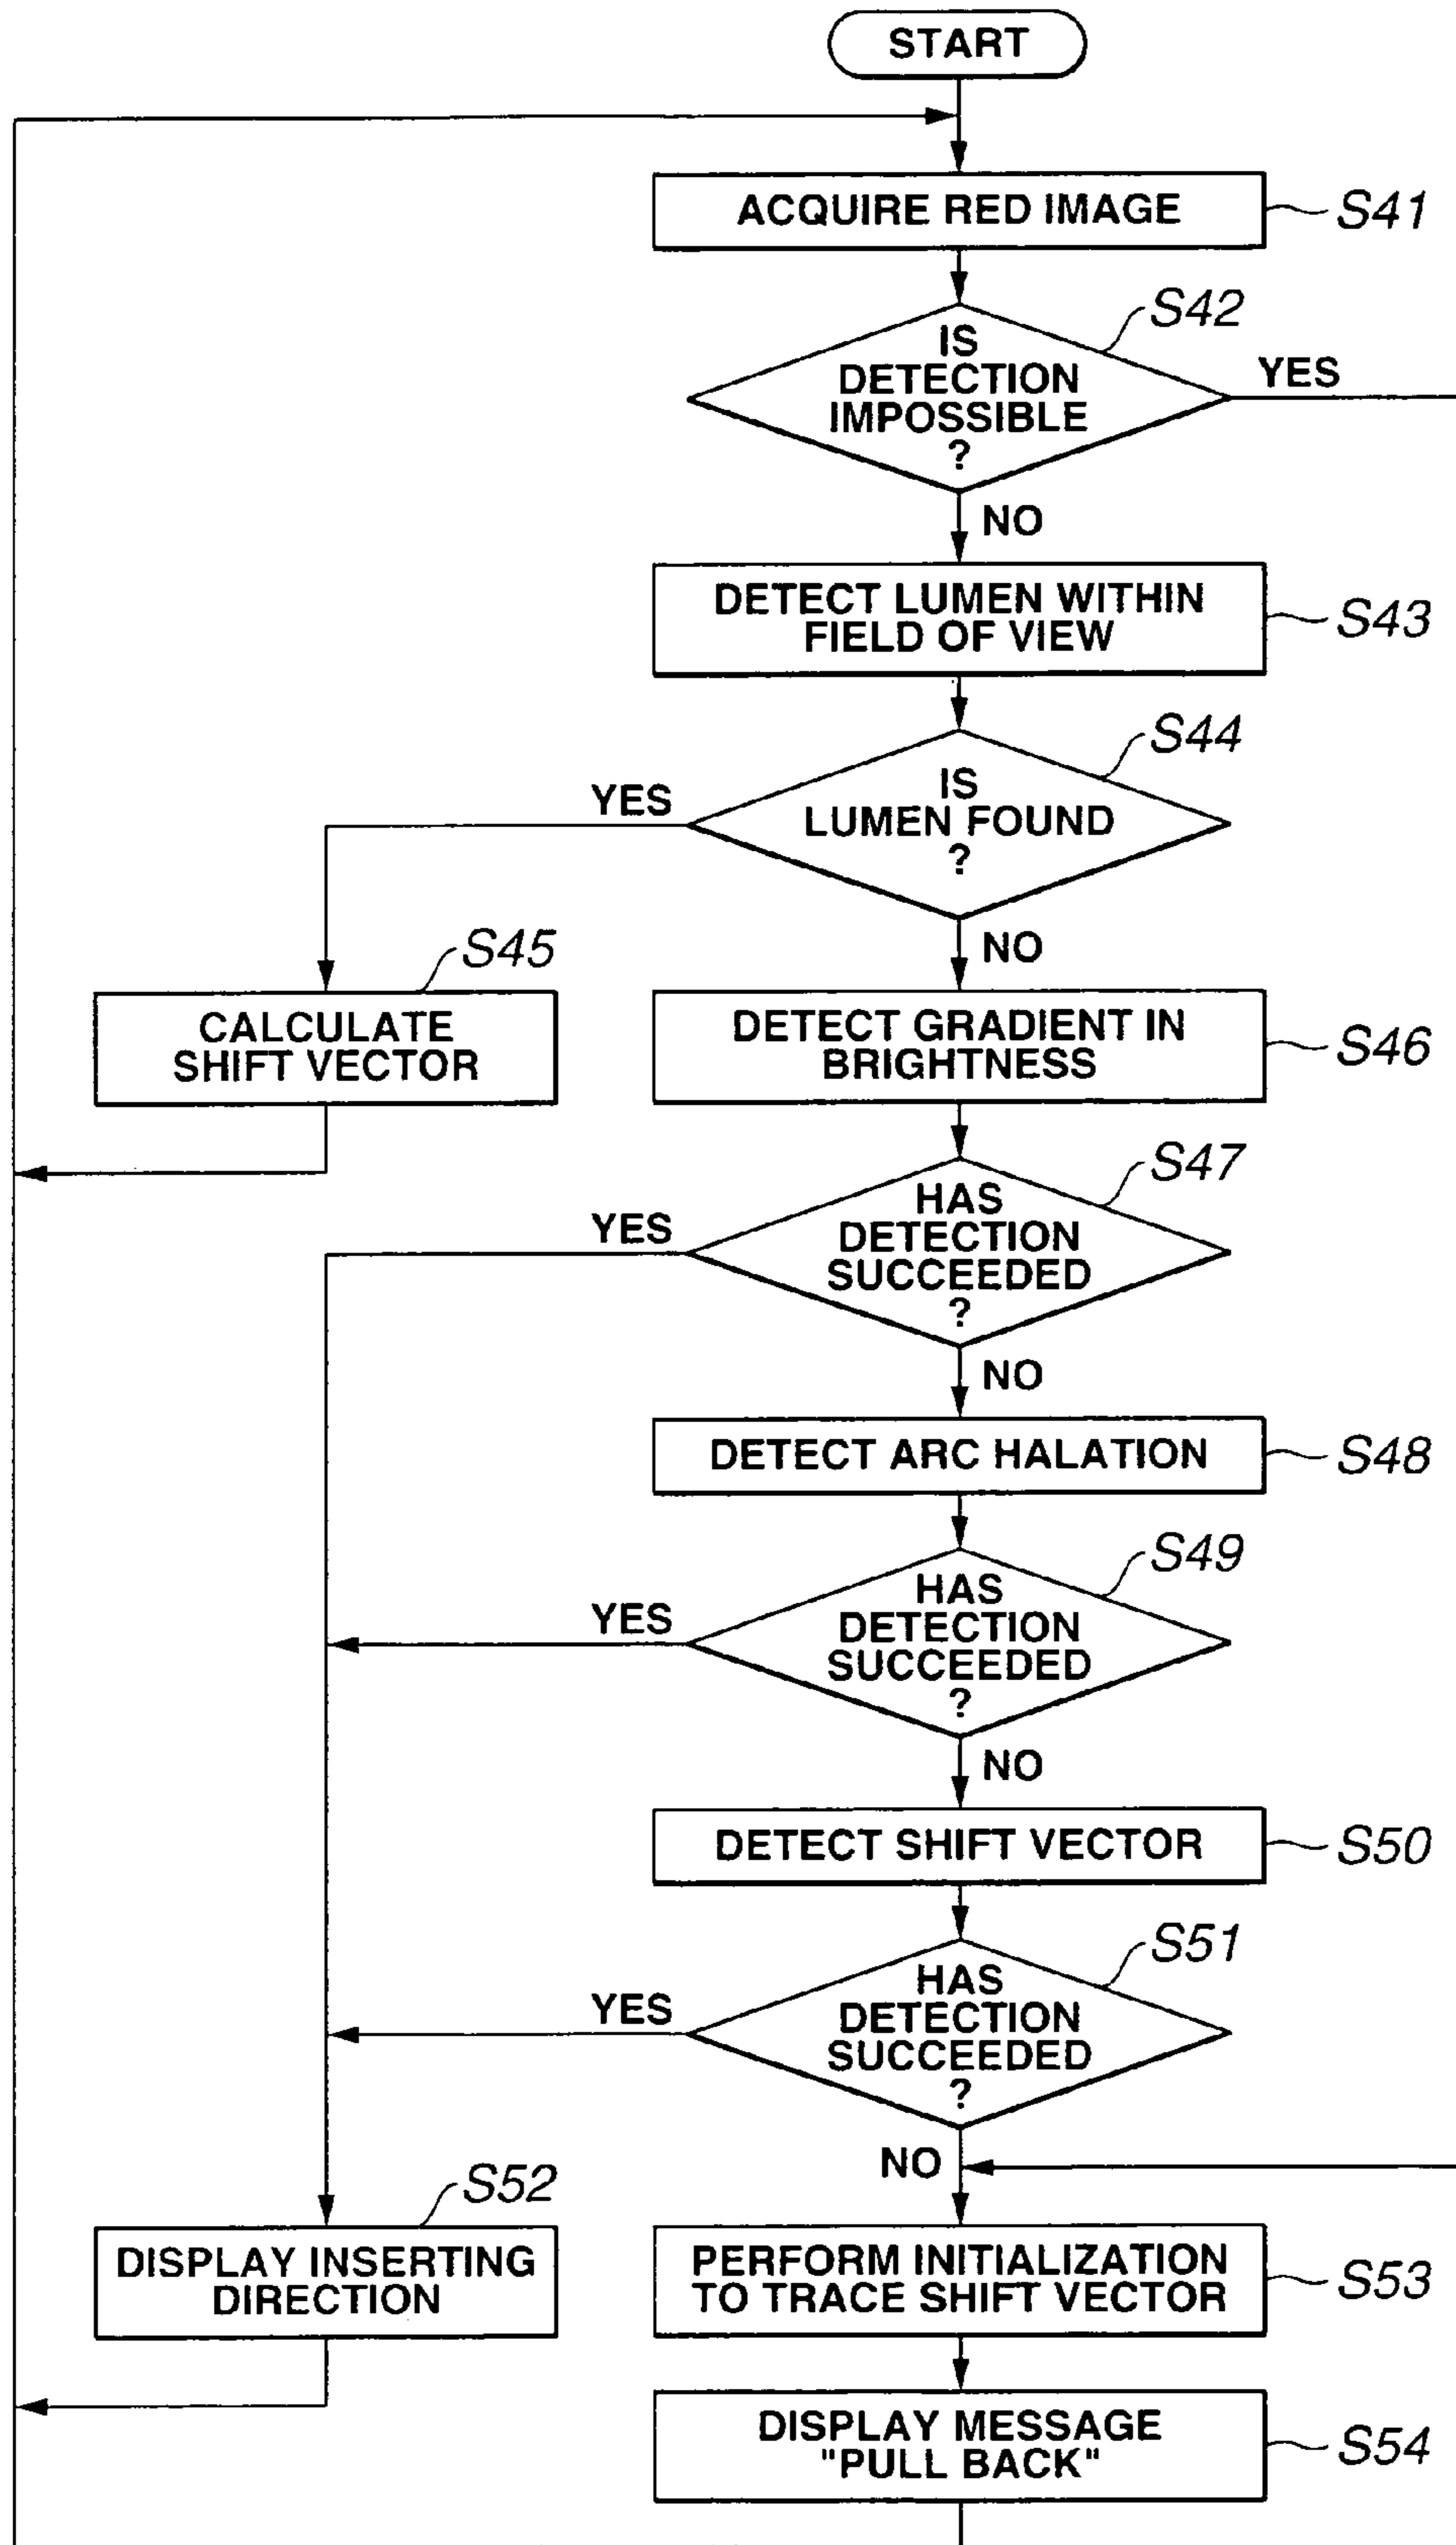 START
ACQUIRE RED IMAGE
S41
S42
IS
DETECTION
IMPOSSIBLE
?
YES
NO
DETECT LUMEN WITHIN
FIELD OF VIEW
S43
S44
IS
LUMEN FOUND
?
YES
NO
S45
CALCULATE
SHIFT VECTOR
DETECT GRADIENT IN
BRIGHTNESS
S46
S47
HAS
DETECTION
SUCCEEDED
?
YES
NO
DETECT ARC HALATION
S48
S49
HAS
DETECTION
SUCCEEDED
?
YES
NO
DETECT SHIFT VECTOR
S50
S51
HAS
DETECTION
SUCCEEDED
?
YES
NO
S52
DISPLAY INSERTING
DIRECTION
PERFORM INITIALIZATION
TO TRACE SHIFT VECTOR
S53
DISPLAY MESSAGE
"PULL BACK"
S54